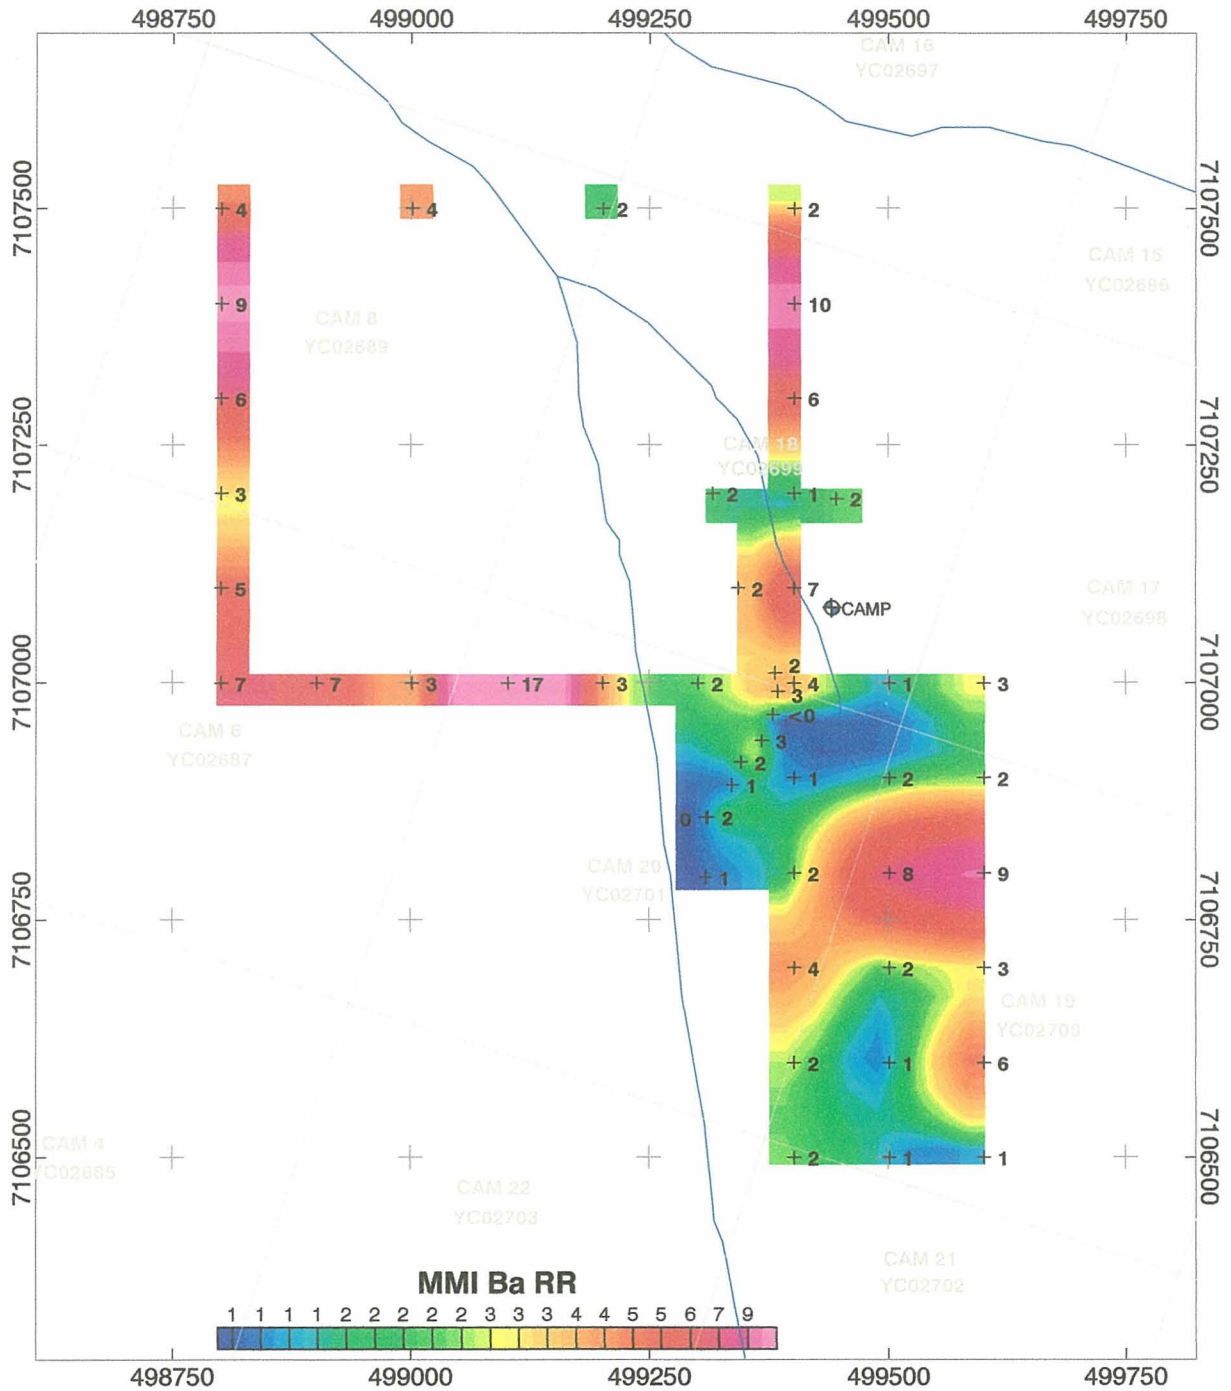 498750 499000 499250 499500 499750
CAM 16
YC02697
7107500 7107500
4 4 2 2
CAM 15
YC02696
9 10
CAM 8
YC02689
6 6
7107250 7107250
CAM 18
YC02699
3 2 1 2
5 2 7
CAM 17
YC02698
CAMP
2
7107000 7107000
7 7 3 17 3 2 4 1 3
3
<0
CAM 6
YC02687
3
2
1 1 2 2
0 2
CAM 20
YC02701
1 2 8 9
7106750 7106750
4 2 3
CAM 19
YC02700
2 1 6
7106500 7106500
CAM 4
YC02685
2 1 1
CAM 22
YC02703
CAM 21
YC02702
MMI Ba RR
1 1 1 1 2 2 2 2 2 3 3 3 4 4 5 5 6 7 9
498750 499000 499250 499500 499750